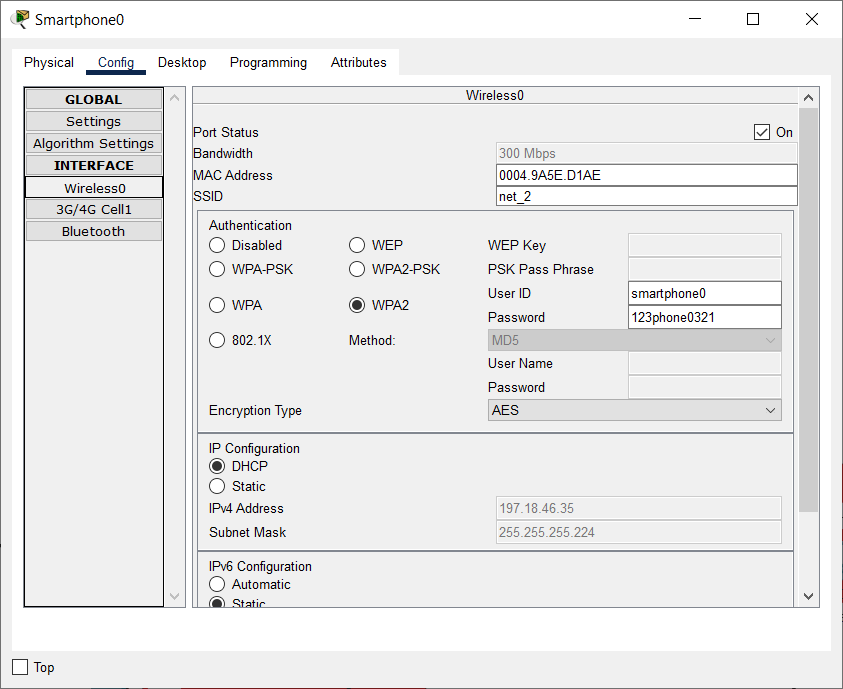 Smartphone0
Physical Config Desktop Programming Attributes
GLOBAL
Settings
Algorithm Settings
INTERFACE
Wireless0
3G/4G Cell1
Bluetooth
Wireless0
Port Status On
Bandwidth 300 Mbps
MAC Address 0004.9A5E.D1AE
SSID net_2
Authentication
Disabled WEP WEP Key
WPA-PSK WPA2-PSK PSK Pass Phrase
User ID smartphone0
WPA WPA2
Password 123phone0321
802.1X Method: MD5
User Name
Password
Encryption Type AES
IP Configuration
DHCP
Static
IPv4 Address 197.18.46.35
Subnet Mask 255.255.255.224
IPv6 Configuration
Automatic
Static
Top